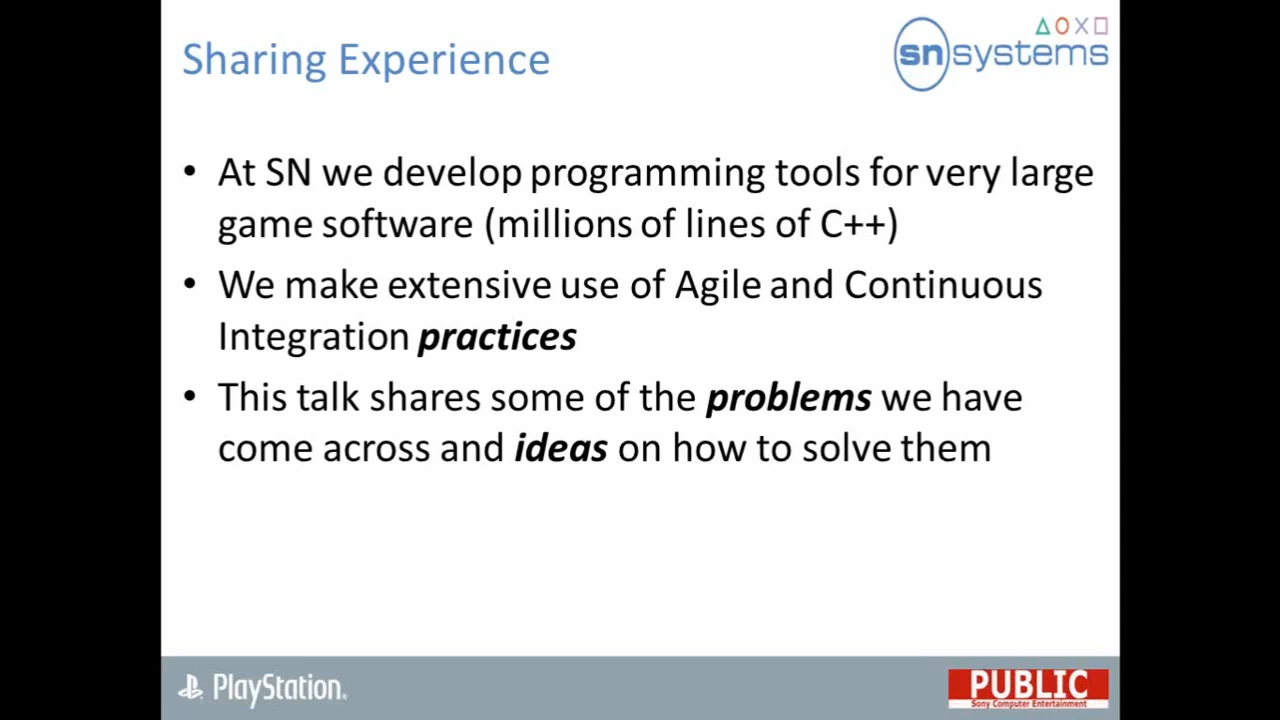 Sharing Experience
sn systems
• At SN we develop programming tools for very large
game software (millions of lines of C++)
• We make extensive use of Agile and Continuous
Integration practices
• This talk shares some of the problems we have
come across and ideas on how to solve them
PlayStation.
PUBLIC
Sony Computer Entertainment